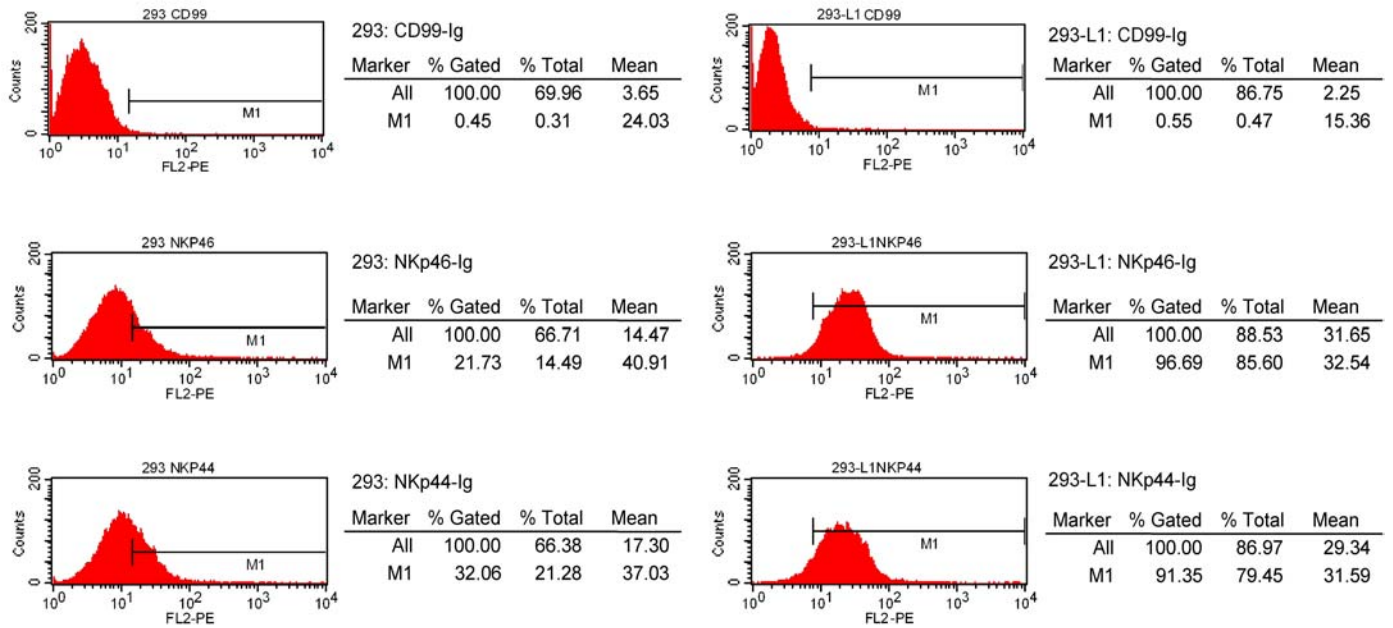 293 CD99
200
Counts
0
M1
10^0 10^1 10^2 10^3 10^4
FL2-PE
293: CD99-Ig
Marker % Gated % Total Mean
All 100.00 69.96 3.65
M1 0.45 0.31 24.03
293-L1 CD99
200
Counts
0
M1
10^0 10^1 10^2 10^3 10^4
FL2-PE
293-L1: CD99-Ig
Marker % Gated % Total Mean
All 100.00 86.75 2.25
M1 0.55 0.47 15.36
293 NKP46
200
Counts
0
M1
10^0 10^1 10^2 10^3 10^4
FL2-PE
293: NKp46-Ig
Marker % Gated % Total Mean
All 100.00 66.71 14.47
M1 21.73 14.49 40.91
293-L1NKP46
200
Counts
0
M1
10^0 10^1 10^2 10^3 10^4
FL2-PE
293-L1: NKp46-Ig
Marker % Gated % Total Mean
All 100.00 88.53 31.65
M1 96.69 85.60 32.54
293 NKP44
200
Counts
0
M1
10^0 10^1 10^2 10^3 10^4
FL2-PE
293: NKp44-Ig
Marker % Gated % Total Mean
All 100.00 66.38 17.30
M1 32.06 21.28 37.03
293-L1NKP44
200
Counts
0
M1
10^0 10^1 10^2 10^3 10^4
FL2-PE
293-L1: NKp44-Ig
Marker % Gated % Total Mean
All 100.00 86.97 29.34
M1 91.35 79.45 31.59